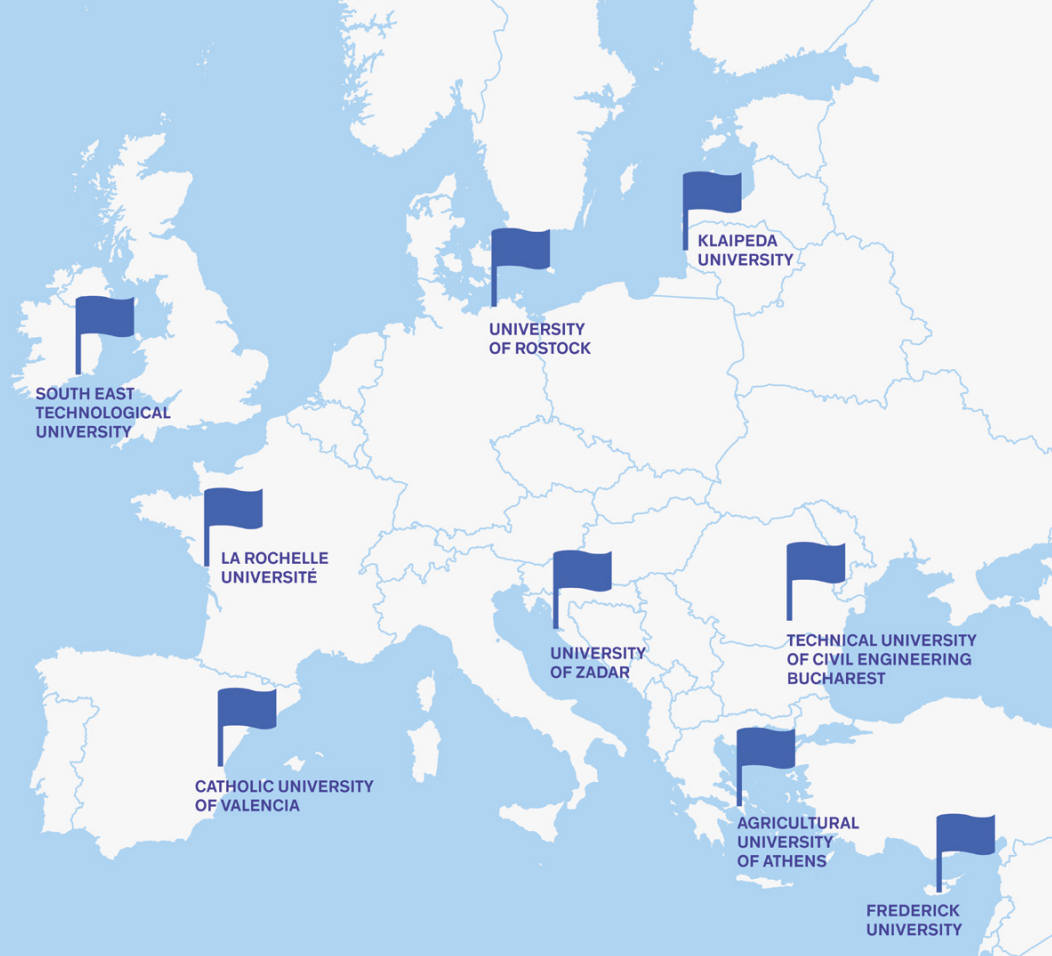 KLAIPEDA
UNIVERSITY
UNIVERSITY
OF ROSTOCK
SOUTH EAST
TECHNOLOGICAL
UNIVERSITY
LA ROCHELLE
UNIVERSITÉ
UNIVERSITY
OF ZADAR
TECHNICAL UNIVERSITY
OF CIVIL ENGINEERING
BUCHAREST
CATHOLIC UNIVERSITY
OF VALENCIA
AGRICULTURAL
UNIVERSITY
OF ATHENS
FREDERICK
UNIVERSITY